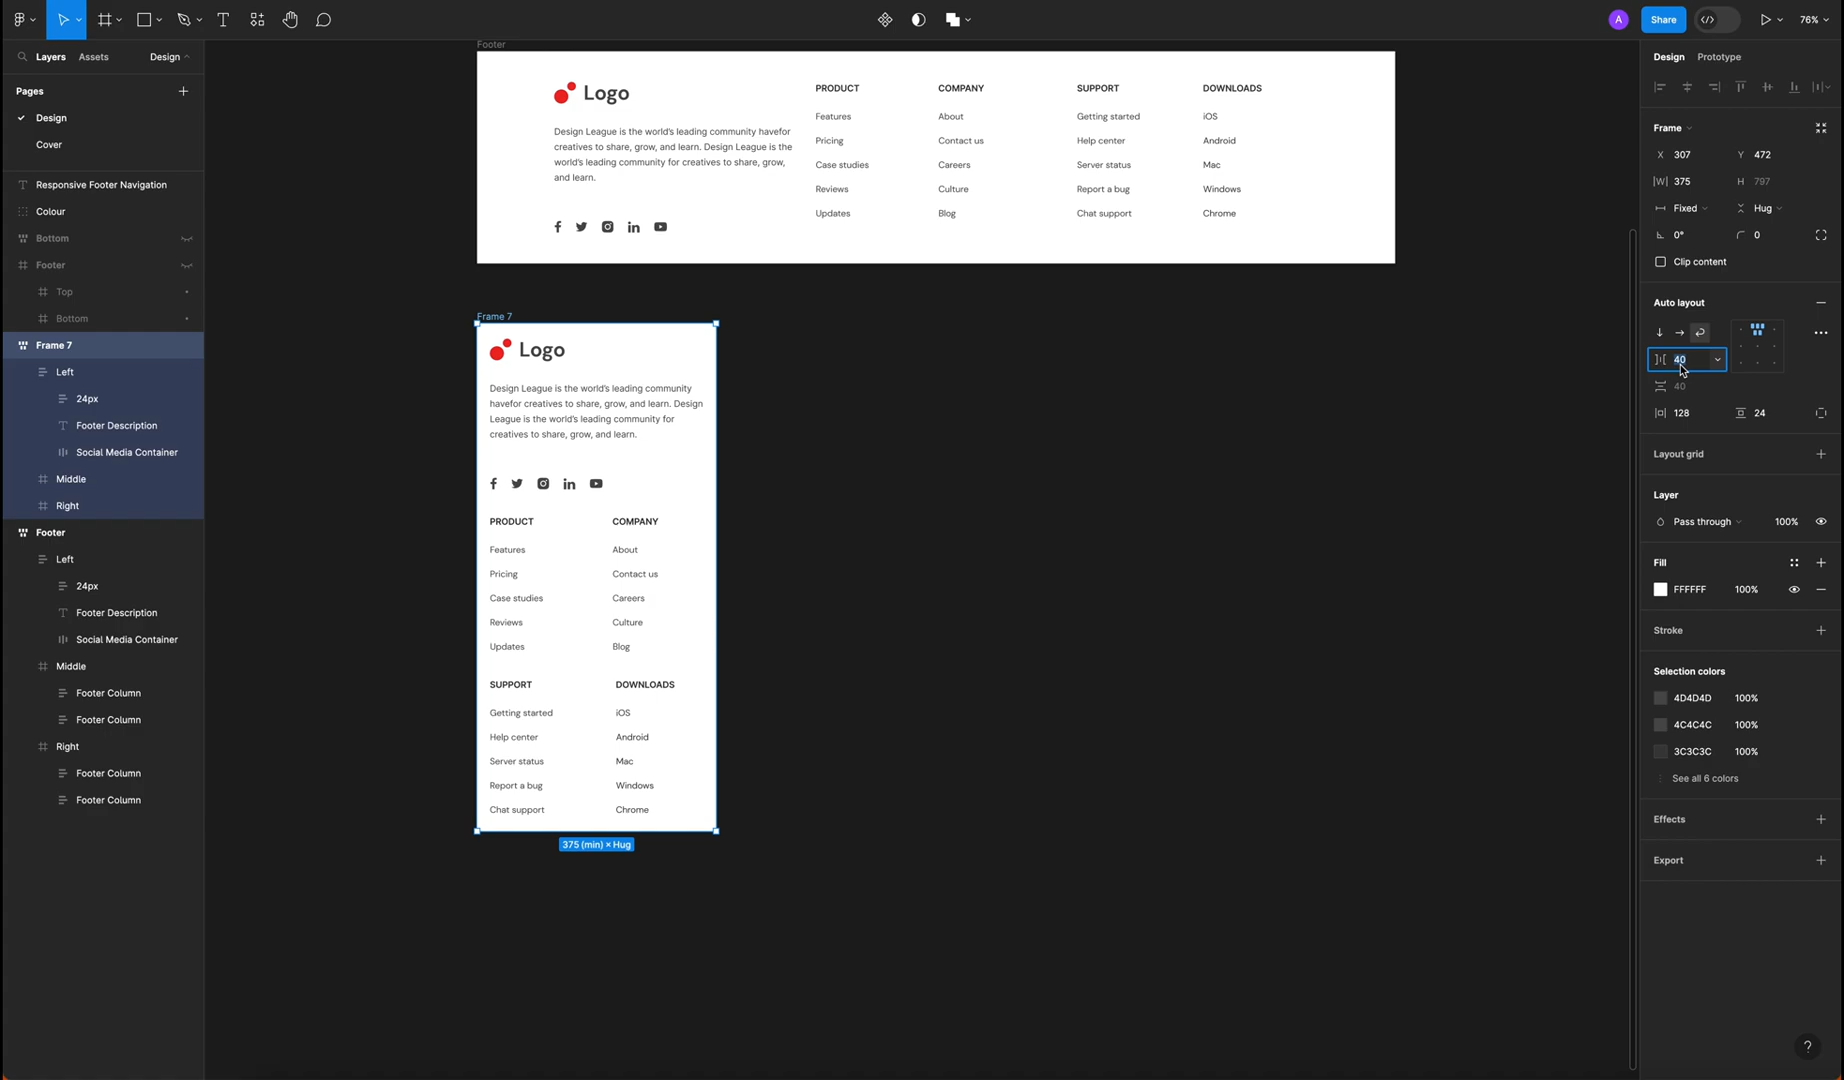 A
Share
76%
Layers
Assets
Design
Pages
Design
Cover
Responsive Footer Navigation
Colour
Bottom
Footer
Top
Bottom
Frame 7
Left
24px
Footer Description
Social Media Container
Middle
Right
Footer
Left
24px
Footer Description
Social Media Container
Middle
Footer Column
Footer Column
Right
Footer Column
Footer Column
Footer
Logo
Design League is the world's leading community havefor
creatives to share, grow, and learn. Design League is the
world's leading community for creatives to share, grow,
and learn.
PRODUCT
Features
Pricing
Case studies
Reviews
Updates
COMPANY
About
Contact us
Careers
Culture
Blog
SUPPORT
Getting started
Help center
Server status
Report a bug
Chat support
DOWNLOADS
iOS
Android
Mac
Windows
Chrome
Frame 7
Logo
Design League is the world's leading community
havefor creatives to share, grow, and learn. Design
League is the world's leading community for
creatives to share, grow, and learn.
PRODUCT
Features
Pricing
Case studies
Reviews
Updates
COMPANY
About
Contact us
Careers
Culture
Blog
SUPPORT
Getting started
Help center
Server status
Report a bug
Chat support
DOWNLOADS
iOS
Android
Mac
Windows
Chrome
375 (min) × Hug
Design
Prototype
Frame
X 307 Y 472
W 375 H 797
Fixed Hug
0° 0
Clip content
Auto layout
40
40
128 24
Layout grid
Layer
Pass through 100%
Fill
FFFFFF 100%
Stroke
Selection colors
4D4D4D 100%
4C4C4C 100%
3C3C3C 100%
See all 6 colors
Effects
Export
?